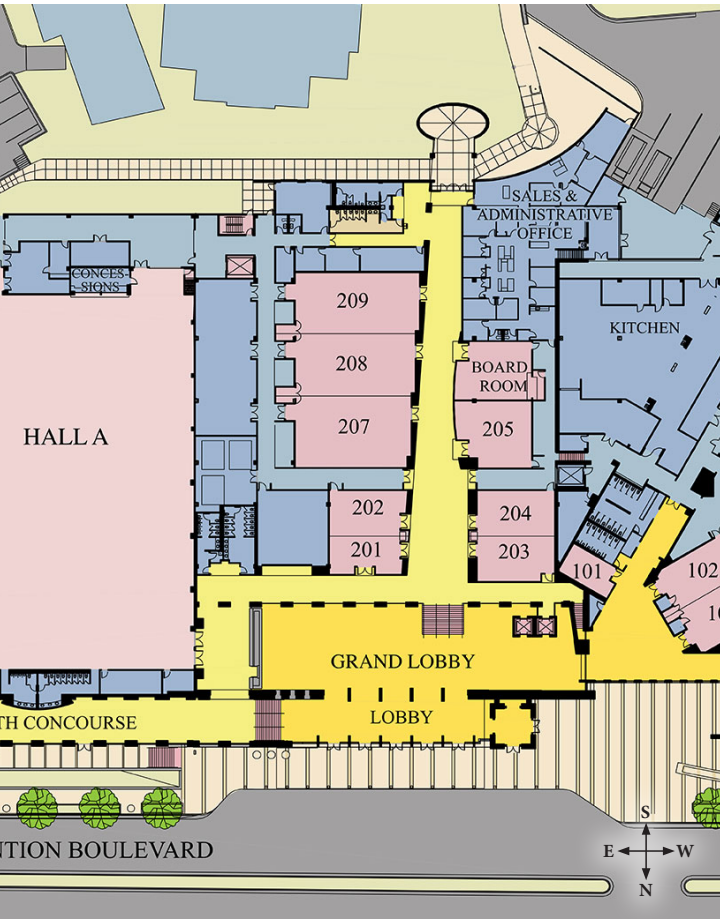 SALES &
ADMINISTRATIVE
OFFICE
CONCES-
SIONS
209
KITCHEN
208
BOARD
ROOM
207
205
HALL A
202
204
201
203
101
102
GRAND LOBBY
LOBBY
TH CONCOURSE
S
E W
N
NTION BOULEVARD